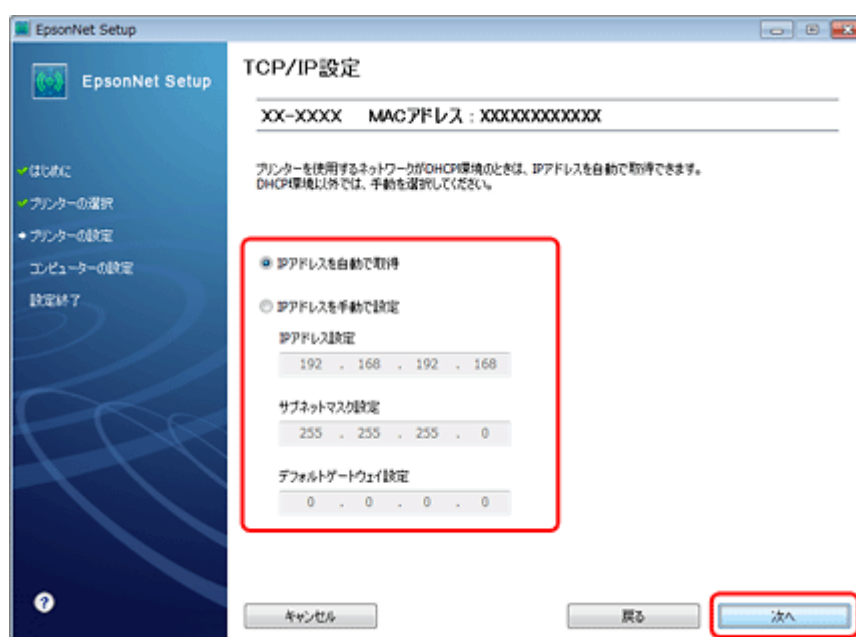 EpsonNet Setup
EpsonNet Setup
はじめに
プリンターの選択
プリンターの設定
コンピューターの設定
設定終了
?
TCP/IP設定
XX-XXXX MACアドレス : XXXXXXXXXXXX
プリンターを使用するネットワークがDHCP環境のときは、IPアドレスを自動で取得できます。
DHCP環境以外では、手動を選択してください。
IPアドレスを自動で取得
IPアドレスを手動で設定
IPアドレス設定
192 . 168 . 192 . 168
サブネットマスク設定
255 . 255 . 255 . 0
デフォルトゲートウェイ設定
0 . 0 . 0 . 0
キャンセル
戻る
次へ